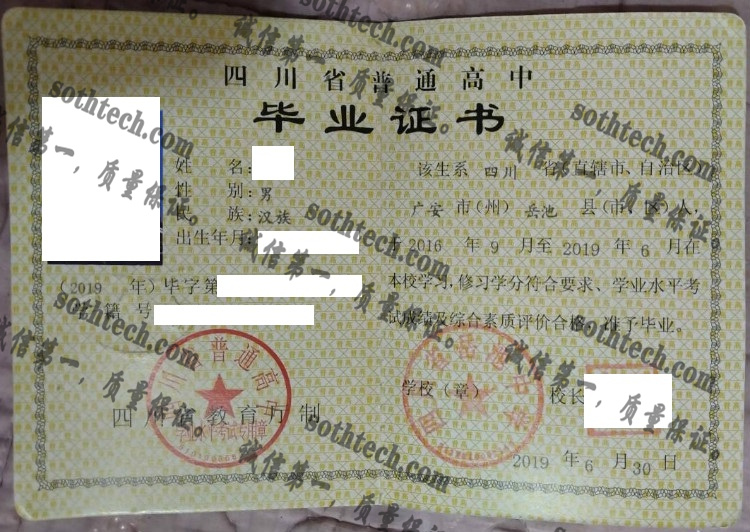 四川省普通高中
毕业证书
姓 名:
性 别:男
民 族:汉族
出生年月:
(2019 年)毕字第
学籍号
四川省教育厅制
该生系 四川 省(直辖市、自治区)
广安 市(州) 岳池 县(市、区)人,
于 2016 年 9 月至 2019 年 6 月在
本校学习,修习学分符合要求、学业水平考
试成绩及综合素质评价合格,准予毕业。
学校(章)
校长
2019 年 6 月 30 日
sothtech.com
诚信第一,质量保证。